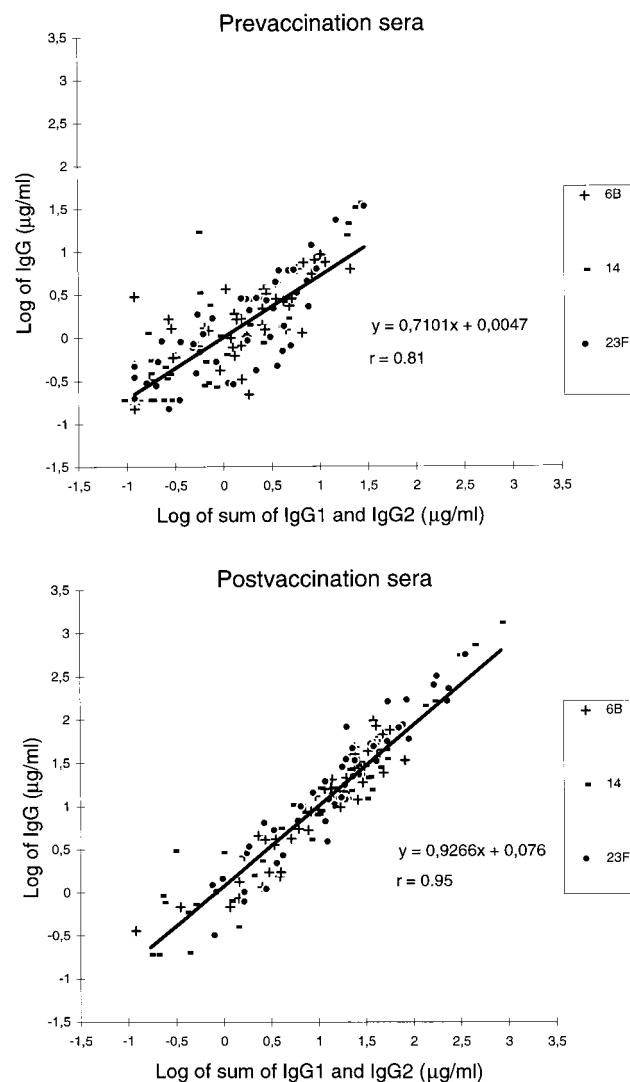 Prevaccination sera
3,5
3
2,5
2
1,5
1
0,5
0
-0,5
-1
-1,5
Log of IgG (µg/ml)
-1,5 -1 -0,5 0 0,5 1 1,5 2 2,5 3 3,5
Log of sum of IgG1 and IgG2 (µg/ml)
y = 0,7101x + 0,0047
r = 0.81
6B
14
23F
Postvaccination sera
3,5
3
2,5
2
1,5
1
0,5
0
-0,5
-1
-1,5
Log of IgG (µg/ml)
-1,5 -1 -0,5 0 0,5 1 1,5 2 2,5 3 3,5
Log of sum of IgG1 and IgG2 (µg/ml)
y = 0,9266x + 0,076
r = 0.95
6B
14
23F